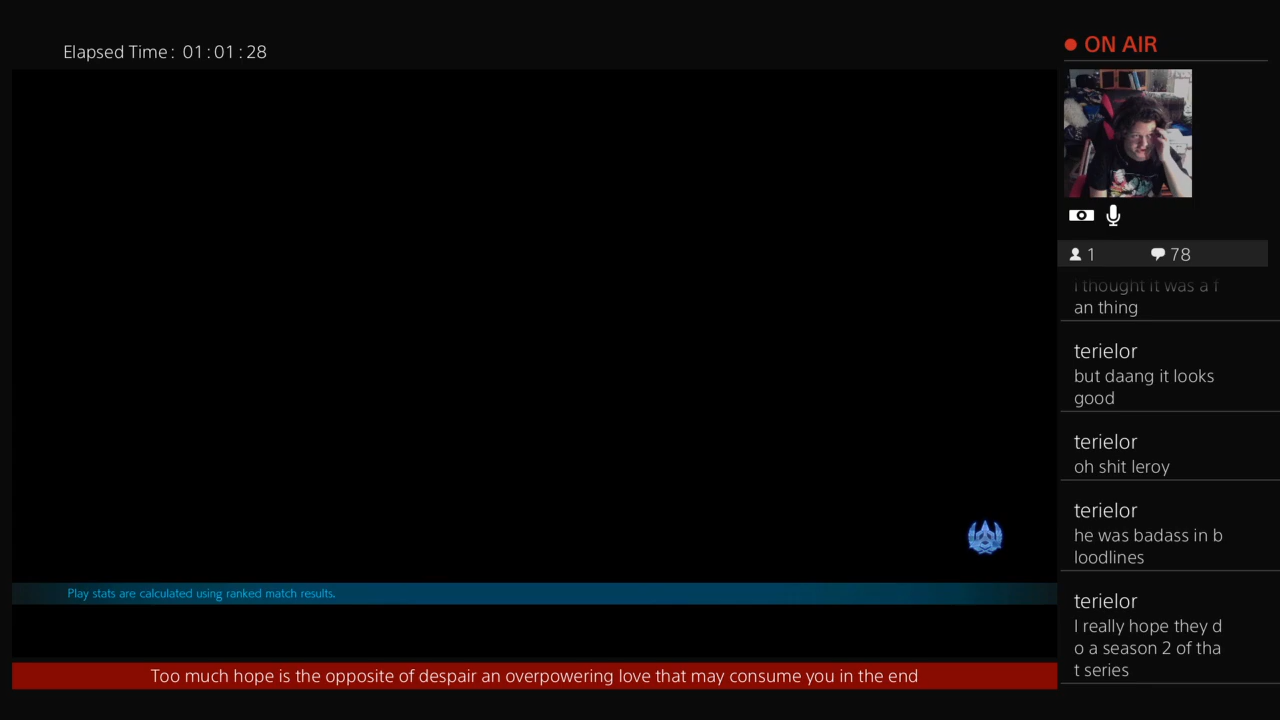 Elapsed Time: 01:01:28
ON AIR
1 78
I thought it was a f
an thing
terielor
but daang it looks
good
terielor
oh shit leroy
terielor
he was badass in b
loodlines
terielor
I really hope they d
o a season 2 of tha
t series
Play stats are calculated using ranked match results.
Too much hope is the opposite of despair an overpowering love that may consume you in the end